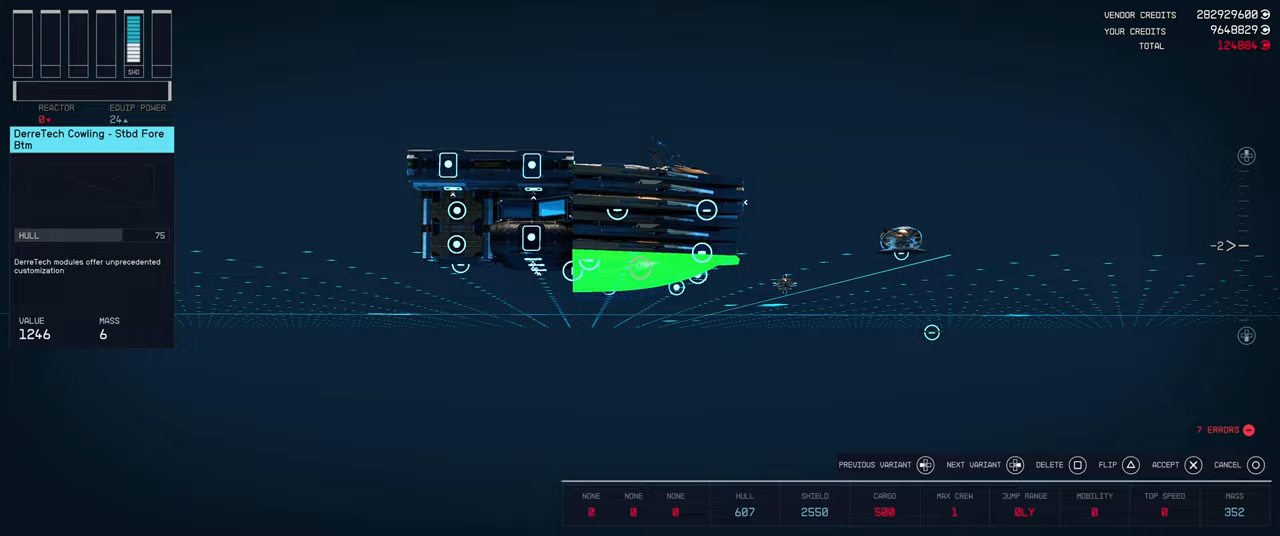 VENDOR CREDITS 282929600
YOUR CREDITS 9648829
TOTAL 124884
SHD
REACTOR EQUIP POWER
0 24
DerreTech Cowling - Stbd Fore
Btm
HULL 75
DerreTech modules offer unprecedented
customization
VALUE MASS
1246 6
-2
7 ERRORS
PREVIOUS VARIANT NEXT VARIANT DELETE FLIP ACCEPT CANCEL
NONE NONE NONE HULL SHIELD CARGO MAX CREW JUMP RANGE MOBILITY TOP SPEED MASS
0 0 0 607 2550 500 1 0LY 0 0 352